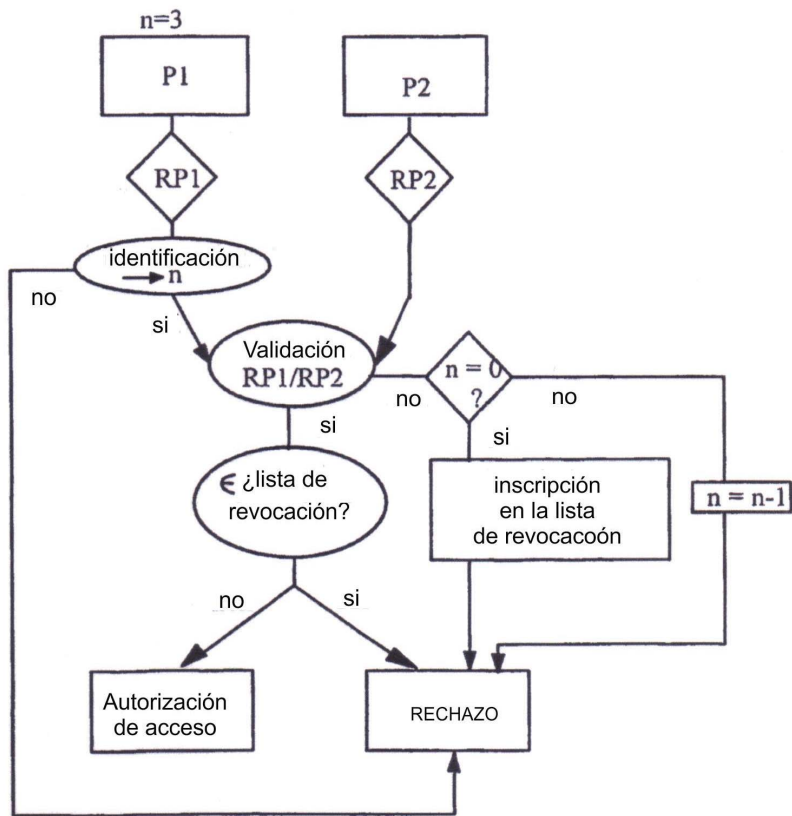 n=3
P1
P2
RP1
RP2
identificación
→ n
no
si
Validación
RP1/RP2
no
n = 0
?
no
si
si
∈ ¿lista de
revocación?
inscripción
en la lista
de revocacoón
n = n-1
no
si
Autorización
de acceso
RECHAZO